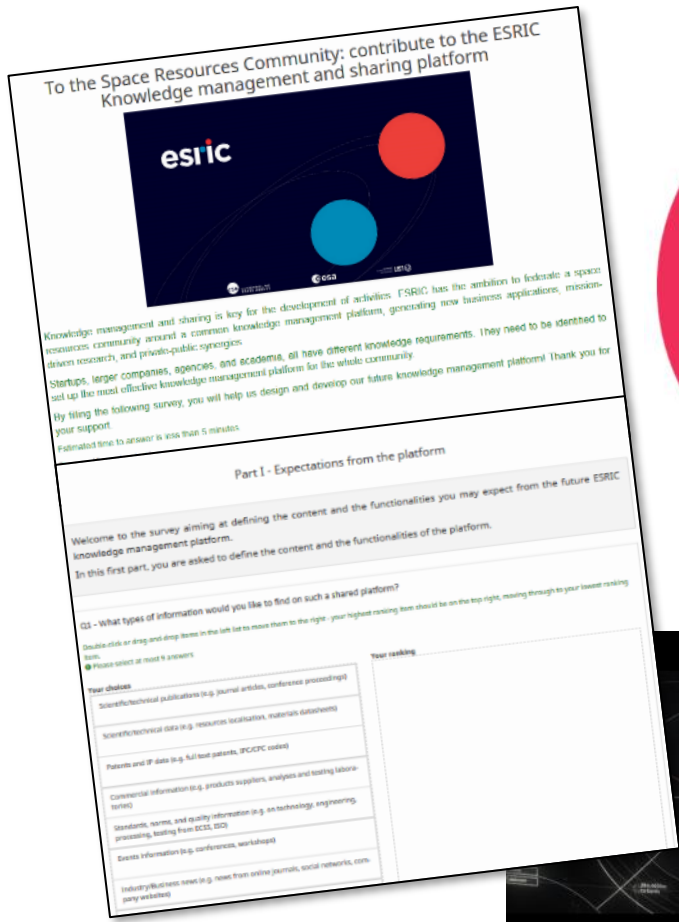 To the Space Resources Community: contribute to the ESRIC
Knowledge management and sharing platform
esric
esa
Knowledge management and sharing is key for the development of activities. ESRIC has the ambition to federate a space
resources community around a common knowledge management platform, generating new business applications, mission-
driven research, and private-public synergies.
Startups, larger companies, agencies, and academia, all have different knowledge requirements. They need to be identified to
set up the most effective knowledge management platform for the whole community.
By filling the following survey, you will help us design and develop our future knowledge management platform! Thank you for
your support.
Estimated time to answer is less than 5 minutes
Part I - Expectations from the platform
Welcome to the survey aiming at defining the content and the functionalities you may expect from the future ESRIC
knowledge management platform.
In this first part, you are asked to define the content and the functionalities of the platform.
Q1 - What types of information would you like to find on such a shared platform?
Double-click or drag-and-drop items in the left list to move them to the right - your highest ranking item should be on the top right, moving through to your lowest ranking
item.
Please select at most 9 answers
Your choices
Your ranking
Scientific/technical publications (e.g. journal articles, conference proceedings)
Scientific/technical data (e.g. resources localisation, materials datasheets)
Patents and IP data (e.g. full text patents, IPC/CPC codes)
Commercial information (e.g. products suppliers, analyses and testing labora-
tories)
Standards, norms, and quality information (e.g. on technology, engineering,
processing, testing from ECSS, ISO)
Events information (e.g. conferences, workshops)
Industry/Business news (e.g. news from online journals, social networks, com-
pany websites)